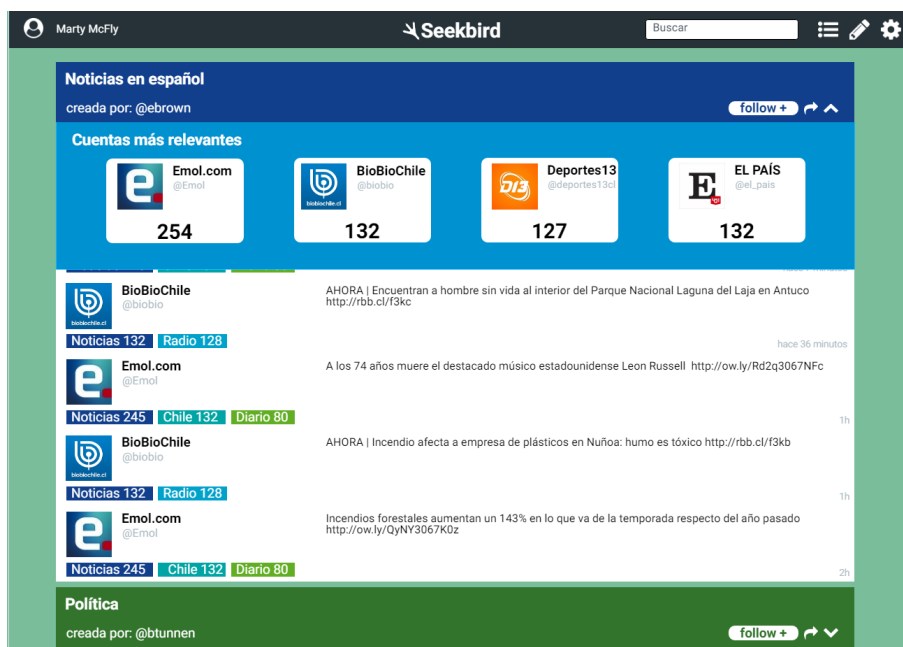 Marty McFly
Seekbird
Buscar
Noticias en español
creada por: @ebrown
follow +
Cuentas más relevantes
Emol.com
@Emol
254
BioBioChile
@biobio
biobiochile.cl
132
Deportes13
@deportes13cl
D13
127
EL PAÍS
@el_pais
E
132
BioBioChile
@biobio
biobiochile.cl
AHORA | Encuentran a hombre sin vida al interior del Parque Nacional Laguna del Laja en Antuco
http://rbb.cl/f3kc
Noticias 132 Radio 128
hace 36 minutos
Emol.com
@Emol
A los 74 años muere el destacado músico estadounidense Leon Russell http://ow.ly/Rd2q3067NFc
Noticias 245 Chile 132 Diario 80
1h
BioBioChile
@biobio
biobiochile.cl
AHORA | Incendio afecta a empresa de plásticos en Nuñoa: humo es tóxico http://rbb.cl/f3kb
Noticias 132 Radio 128
1h
Emol.com
@Emol
Incendios forestales aumentan un 143% en lo que va de la temporada respecto del año pasado
http://ow.ly/QyNY3067K0z
Noticias 245 Chile 132 Diario 80
2h
Política
creada por: @btunnen
follow +